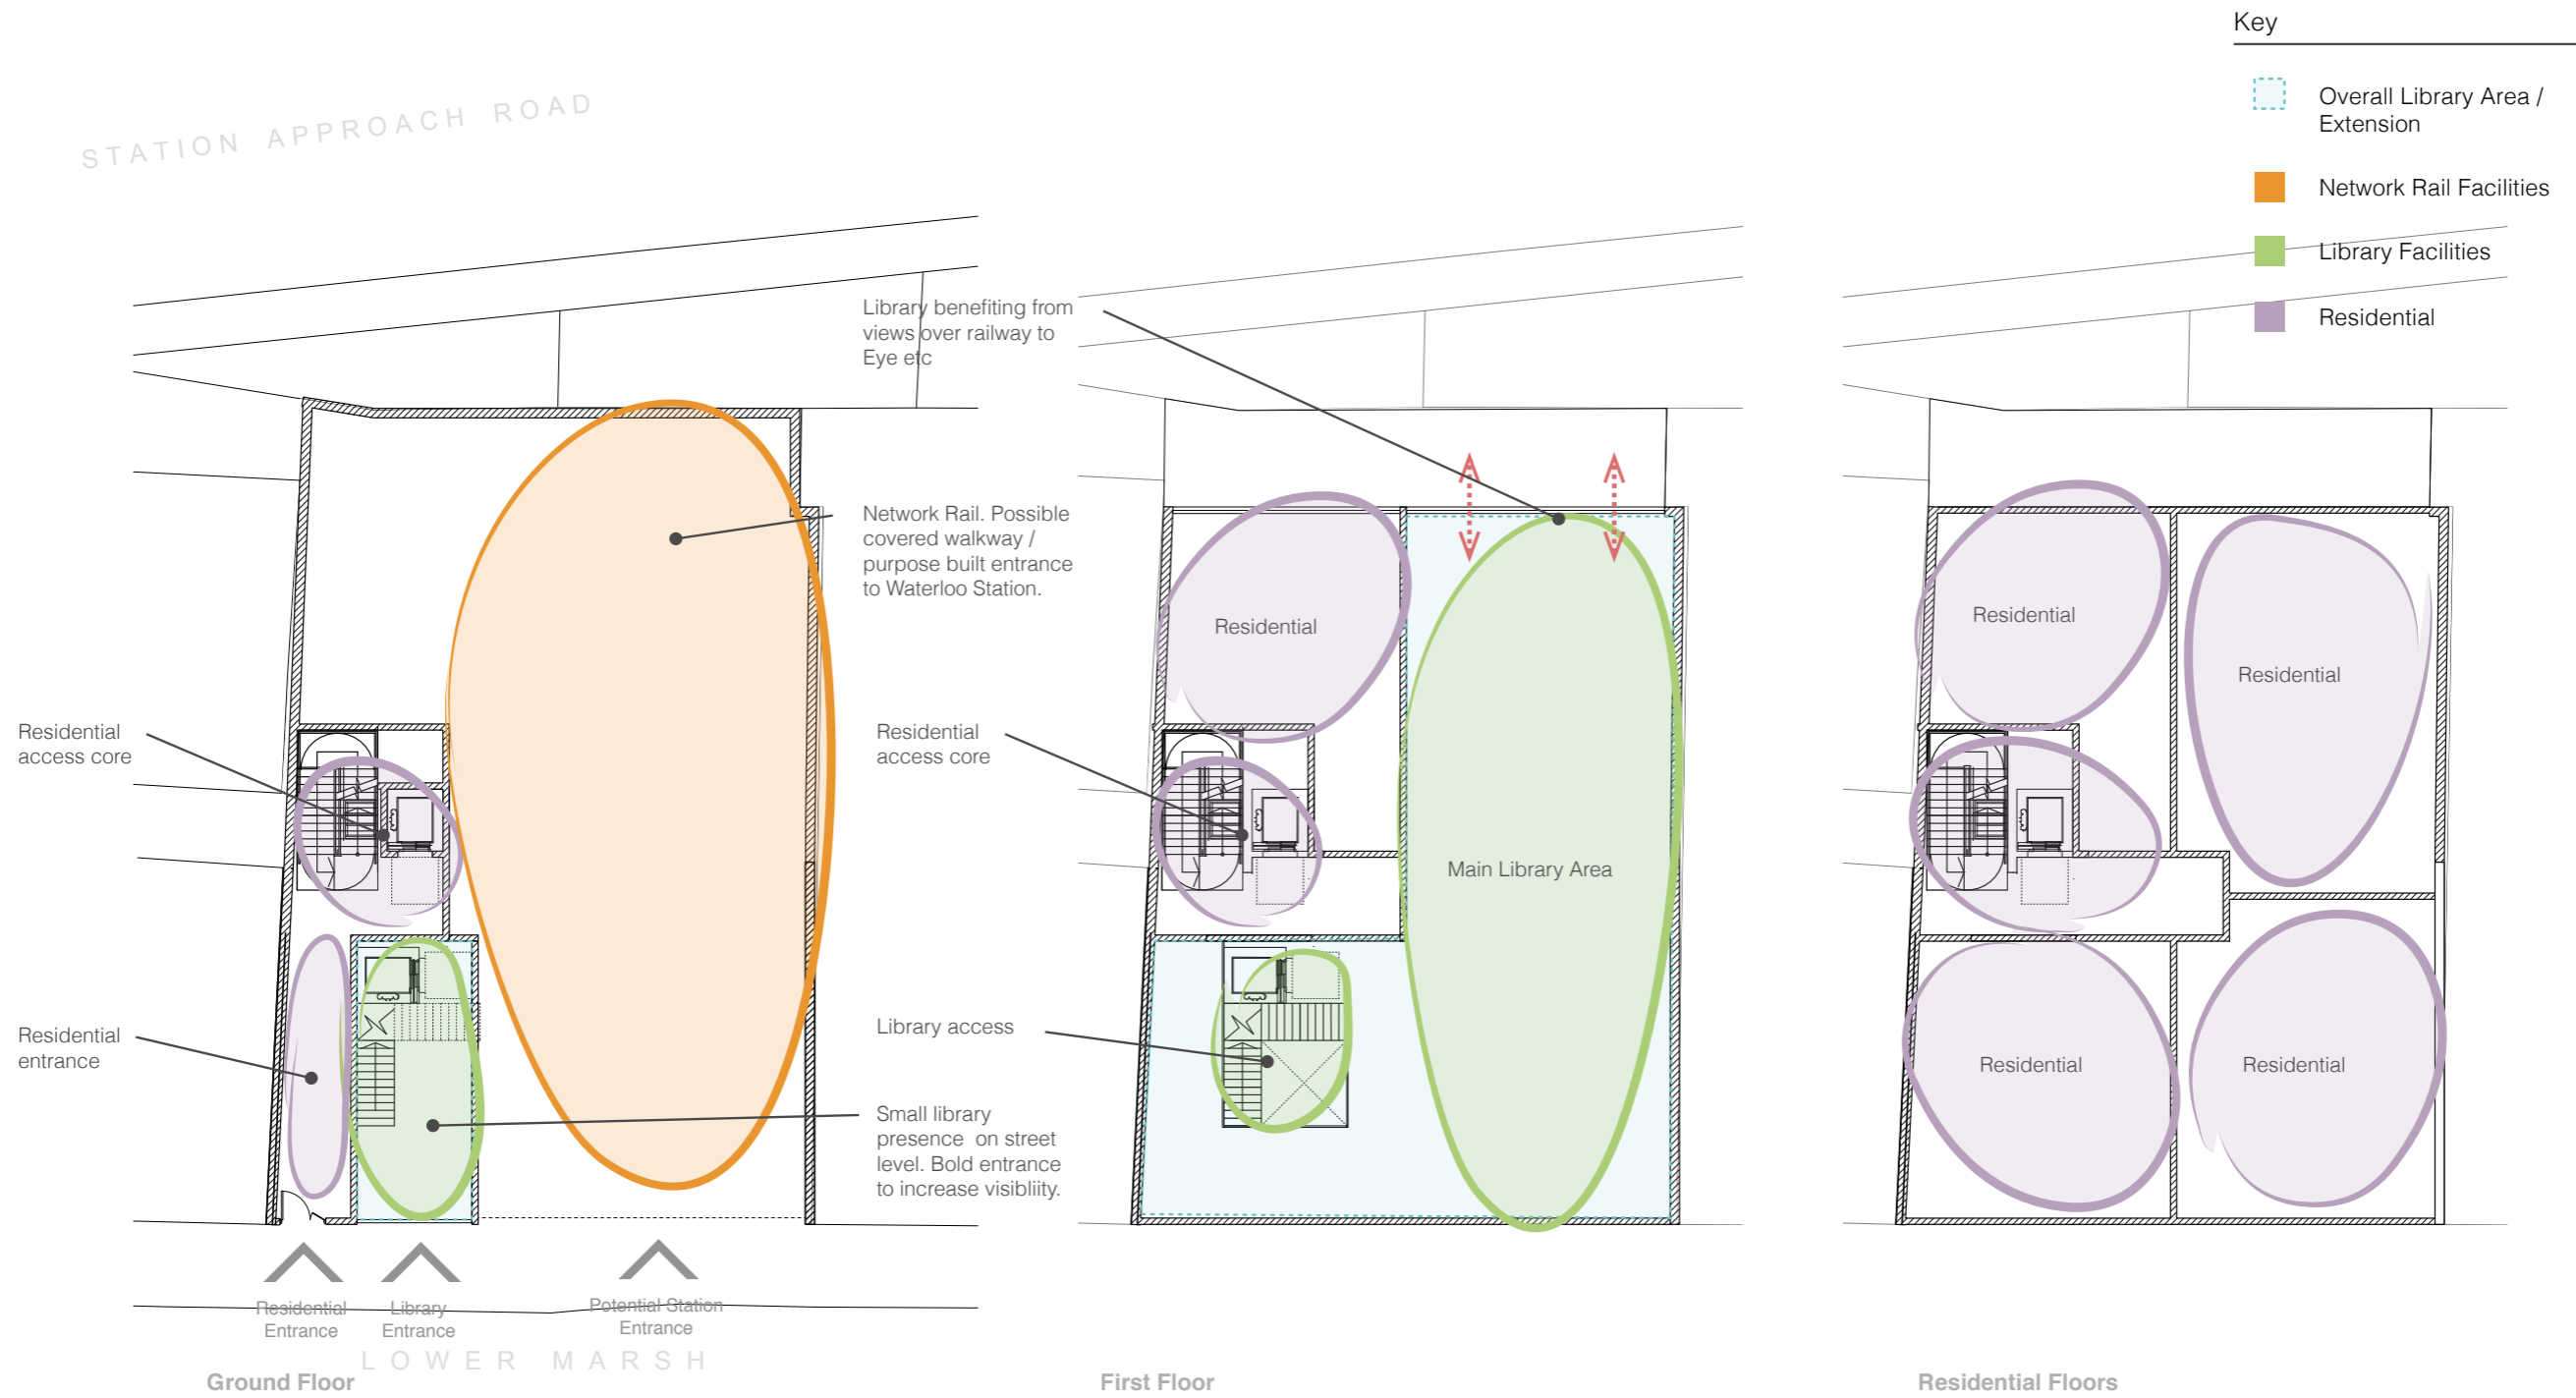 Key
Overall Library Area /
Extension
Network Rail Facilities
Library Facilities
Residential
STATION APPROACH ROAD
Library benefiting from
views over railway to
Eye etc
Network Rail. Possible
covered walkway /
purpose built entrance
to Waterloo Station.
Residential
access core
Residential
entrance
Small library
presence on street
level. Bold entrance
to increase visibliity.
Residential
Entrance
Library
Entrance
Potential Station
Entrance
LOWER MARSH
Ground Floor
Residential
Residential
access core
Main Library Area
Library access
First Floor
Residential
Residential
Residential
Residential
Residential Floors